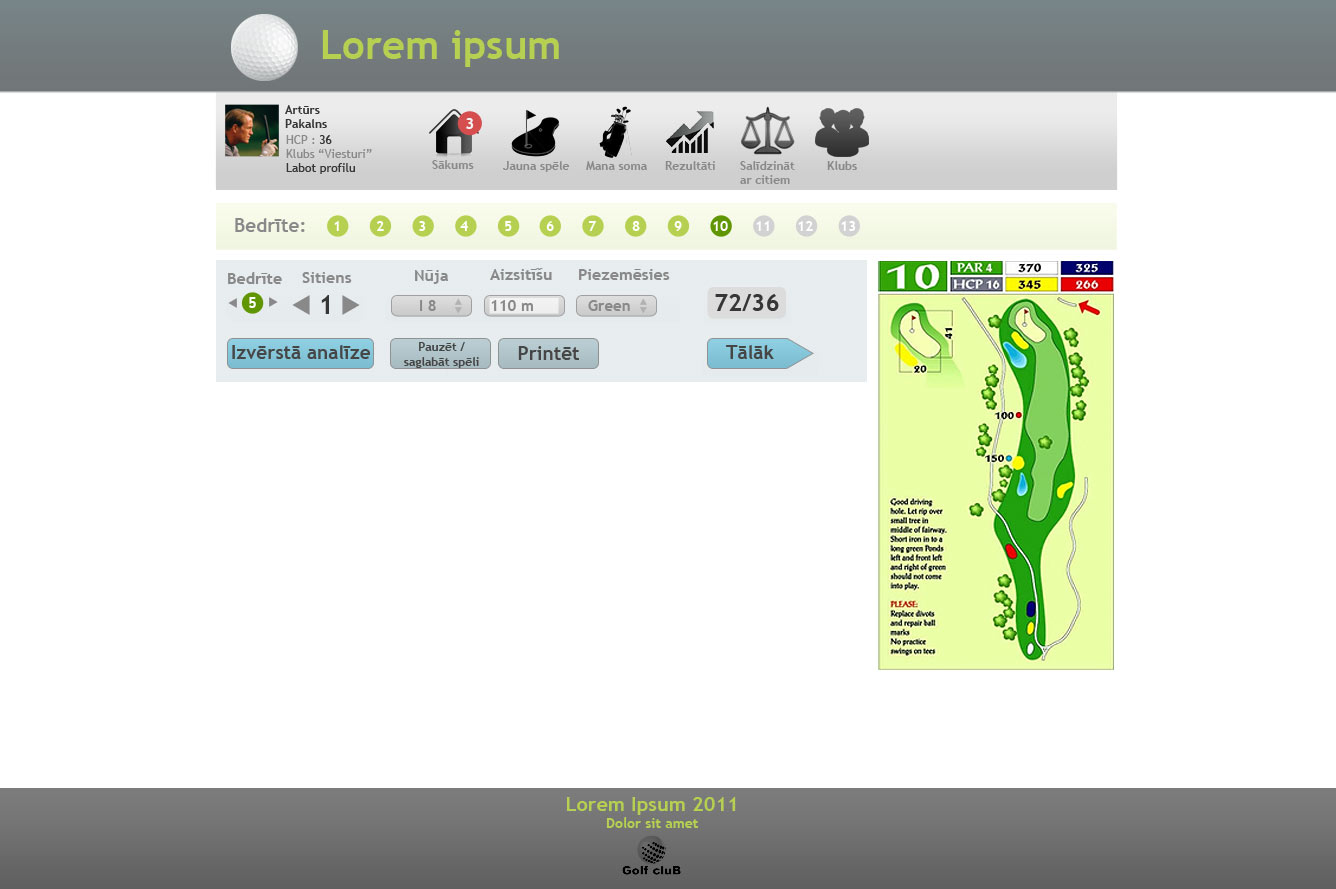 Lorem ipsum
Artūrs
Pakalns
HCP : 36
Klubs “Viesturi”
Labot profilu
3
Sākums
Jauna spēle
Mana soma
Rezultāti
Salīdzināt
ar citiem
Klubs
Bedrīte: 1 2 3 4 5 6 7 8 9 10 11 12 13
Bedrīte Sitiens Nūja Aizsitīšu Piezemēsies
5 1 I 8 110 m Green 72/36
Izvērstā analīze
Pauzēt /
saglabāt spēli
Printēt
Tālāk
10 PAR 4 370 325
HCP 16 345 266
41
20
100
150
Good driving
hole. Let rip over
small tree in
middle of fairway.
Short iron in to a
long green Ponds
left and front left
and right of green
should not come
into play.
PLEASE:
Replace divots
and repair ball
marks
No practice
swings on tees
Lorem Ipsum 2011
Dolor sit amet
Golf cluB